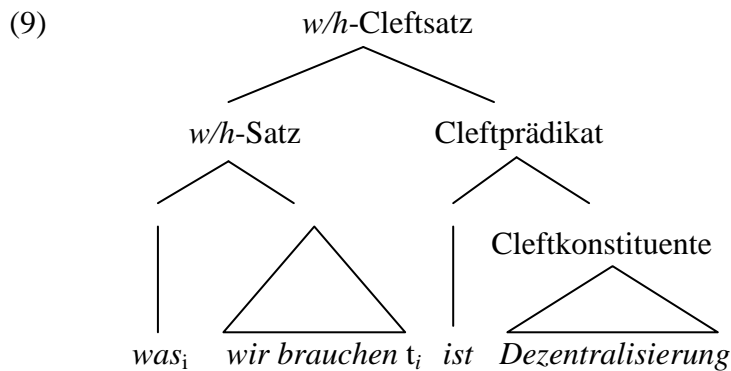 (9) w/h-Cleftsatz
w/h-Satz Cleftprädikat
Cleftkonstituente
wasi wir brauchen ti ist Dezentralisierung